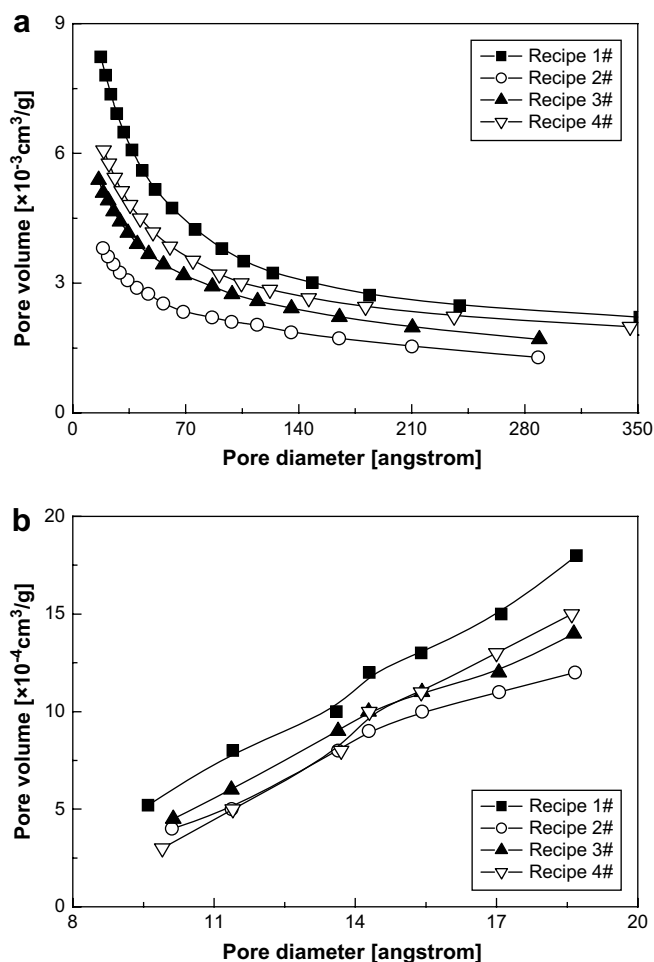 a
9
6
3
0
Pore volume [×10⁻³cm³/g]
Recipe 1#
Recipe 2#
Recipe 3#
Recipe 4#
0 70 140 210 280 350
Pore diameter [angstrom]
b
20
15
10
5
0
Pore volume [×10⁻⁴cm³/g]
Recipe 1#
Recipe 2#
Recipe 3#
Recipe 4#
8 11 14 17 20
Pore diameter [angstrom]